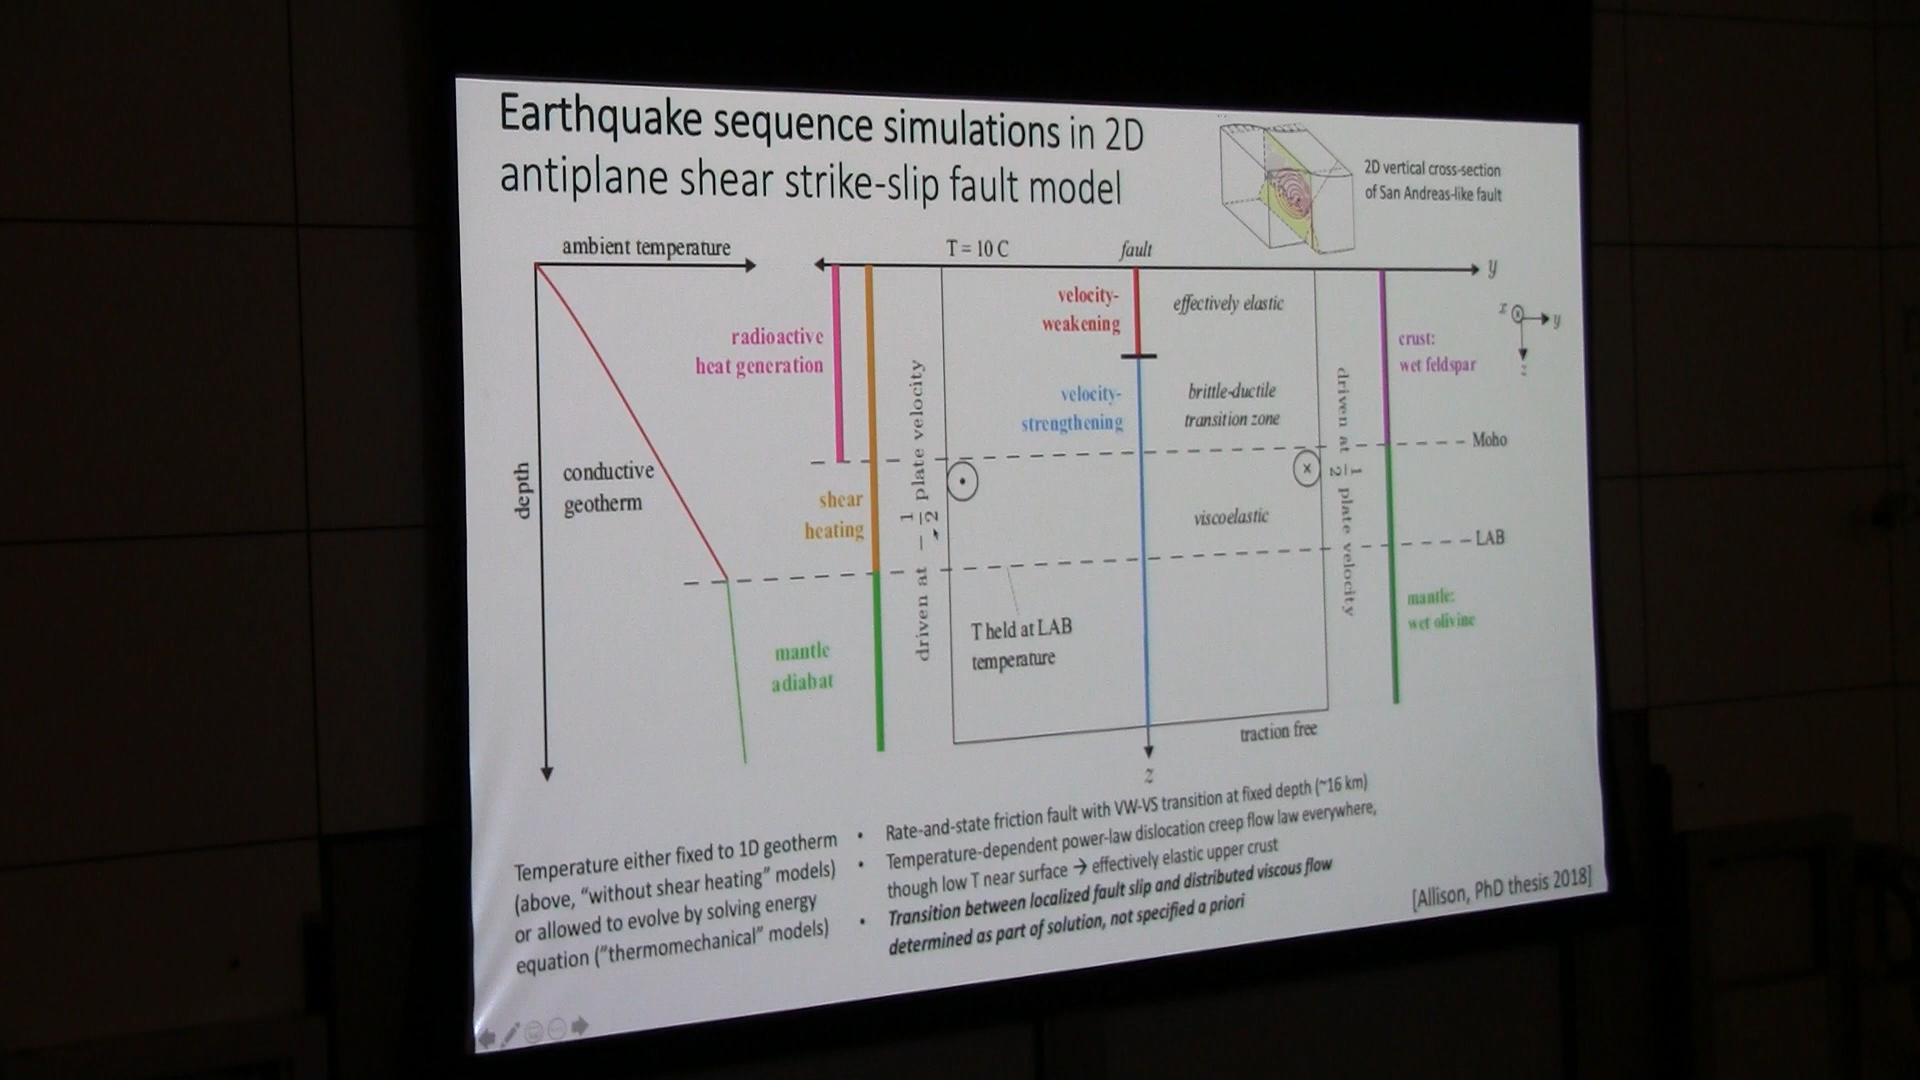 Earthquake sequence simulations in 2D
antiplane shear strike-slip fault model
2D vertical cross-section
of San Andreas-like fault
ambient temperature
T = 10 C
fault
y
velocity-
weakening
effectively elastic
x
y
z
radioactive
heat generation
crust:
wet feldspar
velocity-
strengthening
brittle-ductile
transition zone
Moho
depth
conductive
geotherm
shear
heating
driven at - 1/2 plate velocity
driven at 1/2 plate velocity
viscoelastic
LAB
T held at LAB
temperature
mantle
adiabat
mantle:
wet olivine
traction free
z
Temperature either fixed to 1D geotherm
(above, “without shear heating” models)
or allowed to evolve by solving energy
equation (“thermomechanical” models)
• Rate-and-state friction fault with VW-VS transition at fixed depth (~16 km)
• Temperature-dependent power-law dislocation creep flow law everywhere,
though low T near surface → effectively elastic upper crust
• Transition between localized fault slip and distributed viscous flow
determined as part of solution, not specified a priori
[Allison, PhD thesis 2018]